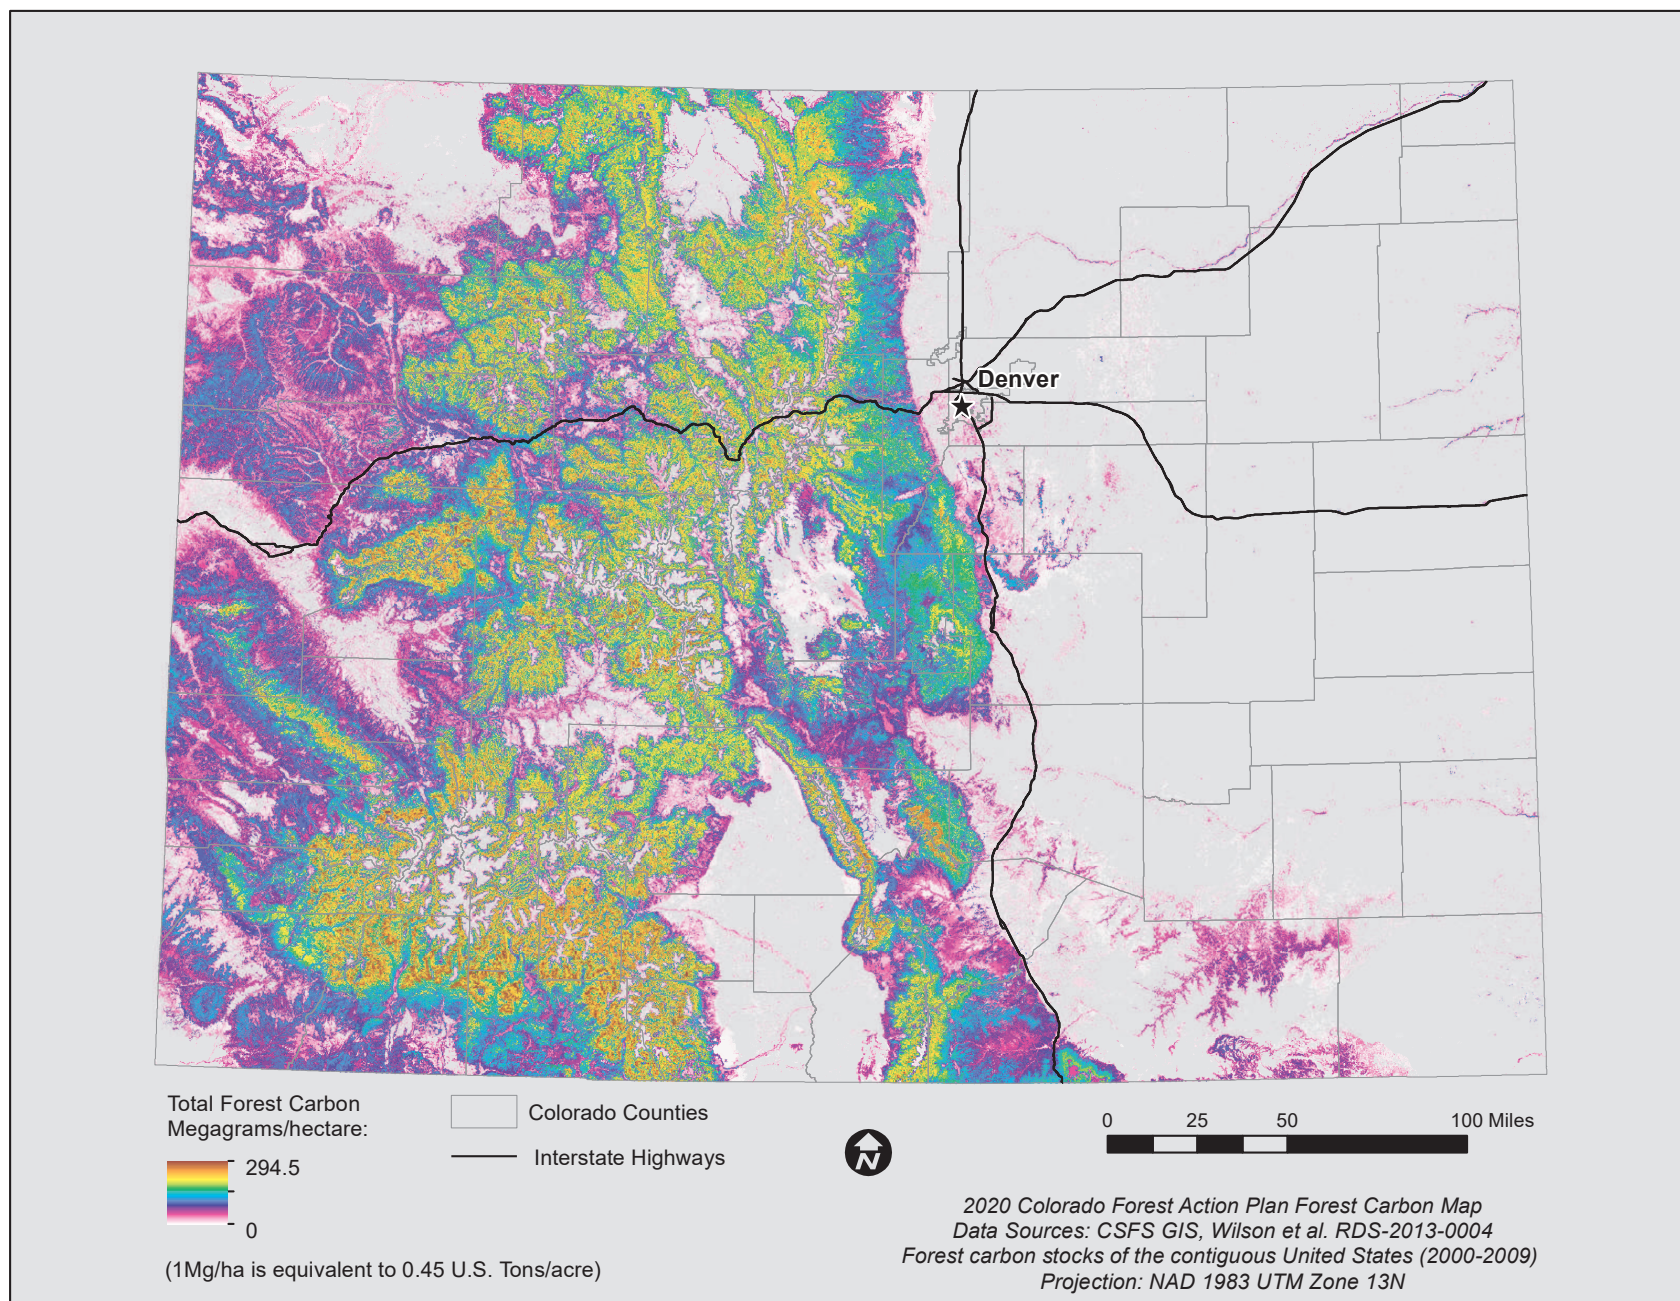 Denver
Total Forest Carbon
Megagrams/hectare:
294.5
0
(1Mg/ha is equivalent to 0.45 U.S. Tons/acre)
Colorado Counties
Interstate Highways
N
0 25 50 100 Miles
2020 Colorado Forest Action Plan Forest Carbon Map
Data Sources: CSFS GIS, Wilson et al. RDS-2013-0004
Forest carbon stocks of the contiguous United States (2000-2009)
Projection: NAD 1983 UTM Zone 13N